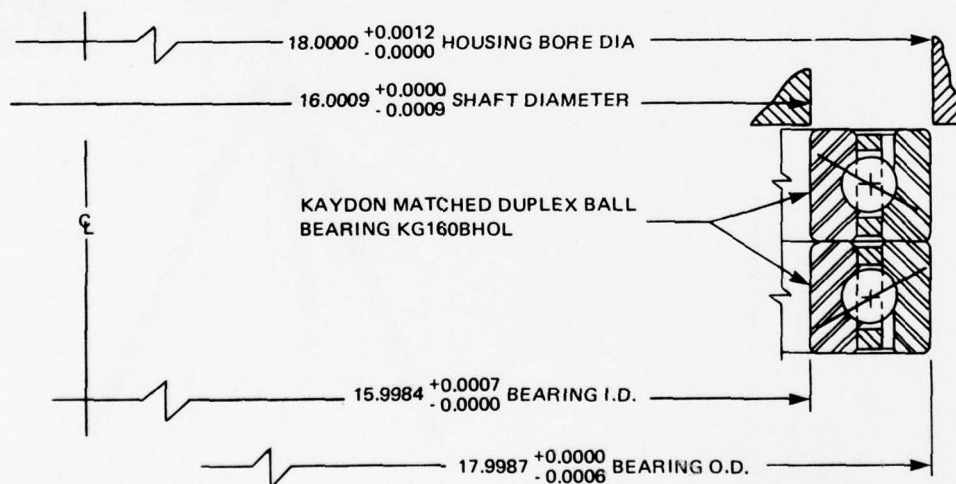 18.0000 +0.0012 - 0.0000 HOUSING BORE DIA
16.0009 +0.0000 - 0.0009 SHAFT DIAMETER
℄
KAYDON MATCHED DUPLEX BALL
BEARING KG160BHOL
15.9984 +0.0007 - 0.0000 BEARING I.D.
17.9987 +0.0000 - 0.0006 BEARING O.D.